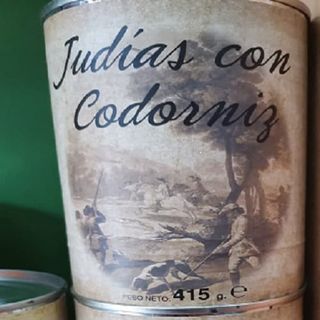 Judías con
Codorniz
PESO NETO: 415 g. ℮